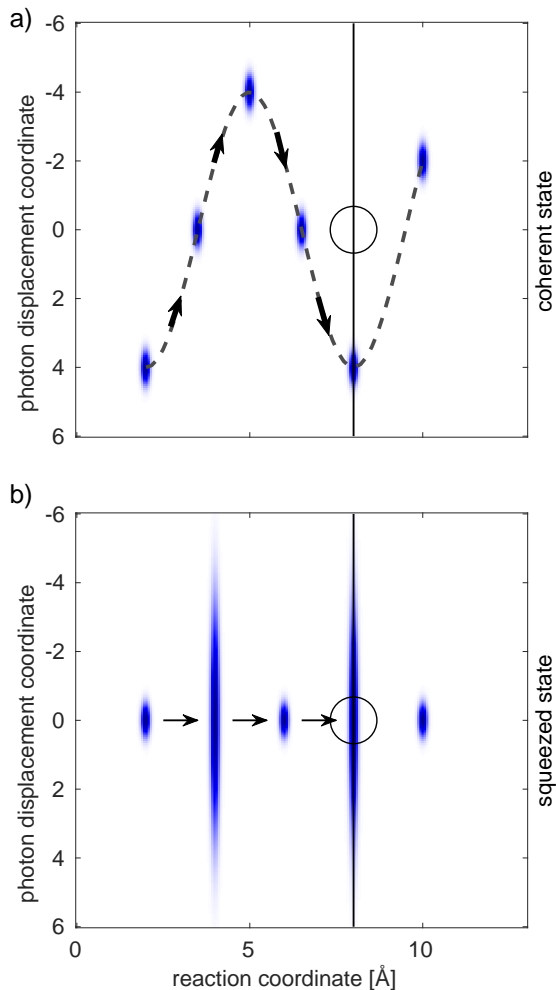 a)
-6
-4
-2
0
2
4
6
photon displacement coordinate
coherent state
b)
-6
-4
-2
0
2
4
6
photon displacement coordinate
squeezed state
0
5
10
reaction coordinate [Å]